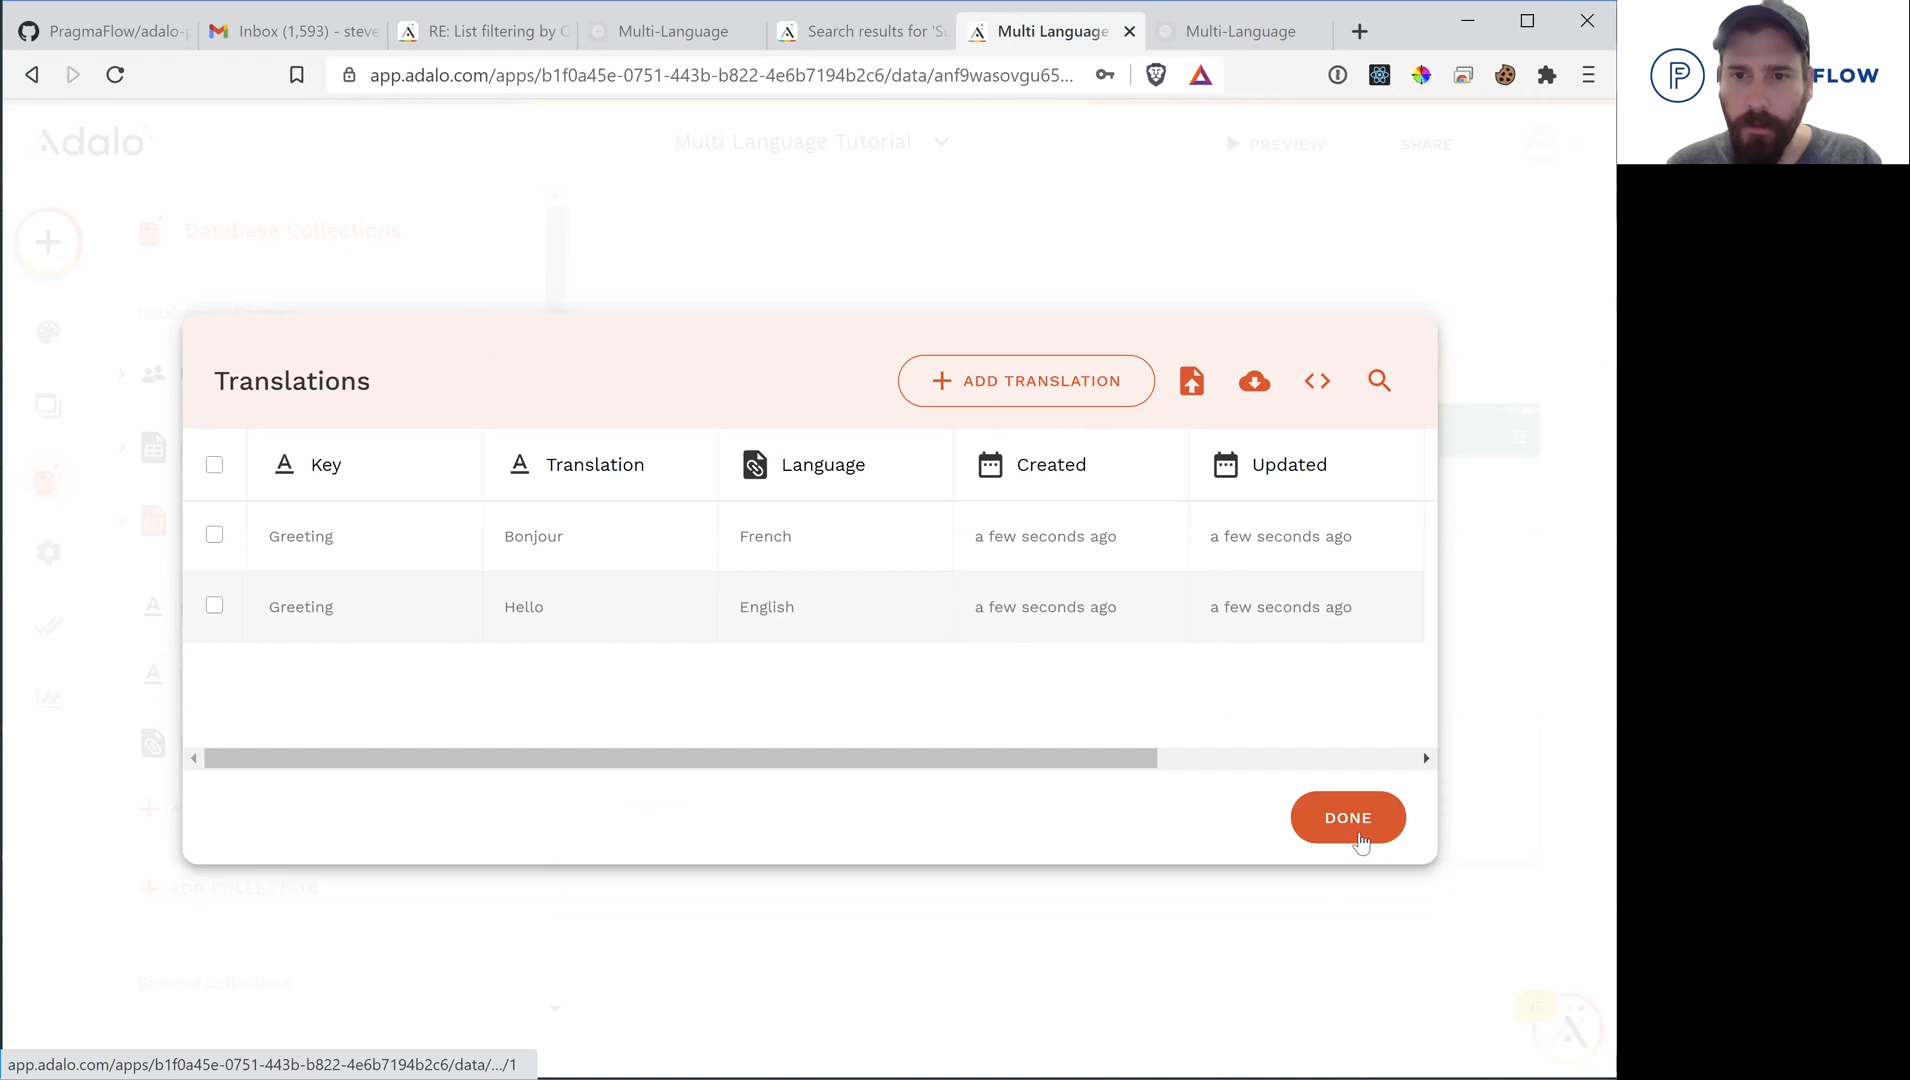 PragmaFlow/adalo-p
Inbox (1,593) - steve
RE: List filtering by C
Multi-Language
Search results for 'Su
Multi Language
Multi-Language
app.adalo.com/apps/b1f0a45e-0751-443b-b822-4e6b7194b2c6/data/anf9wasovgu65...
FLOW
Adalo
Multi Language Tutorial
PREVIEW
SHARE
Database Collections
Translations
ADD TRANSLATION
Key
Translation
Language
Created
Updated
Greeting
Bonjour
French
a few seconds ago
a few seconds ago
Greeting
Hello
English
a few seconds ago
a few seconds ago
DONE
ADD COLLECTION
External collections
15
app.adalo.com/apps/b1f0a45e-0751-443b-b822-4e6b7194b2c6/data/.../1